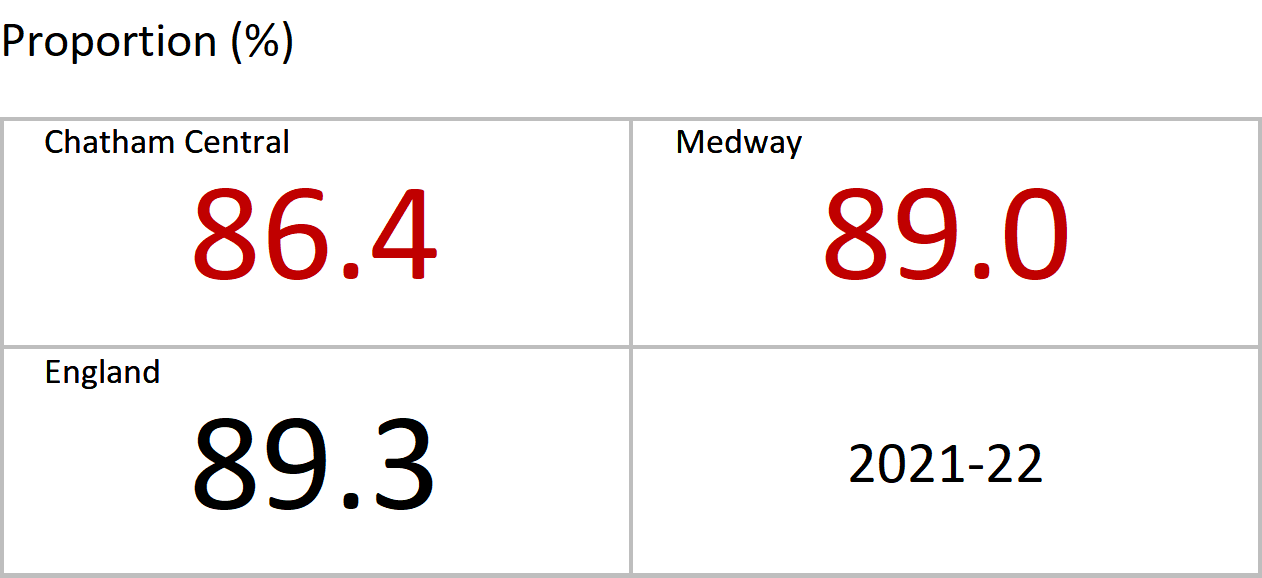 Proportion (%)
Chatham Central
86.4
Medway
89.0
England
89.3
2021-22